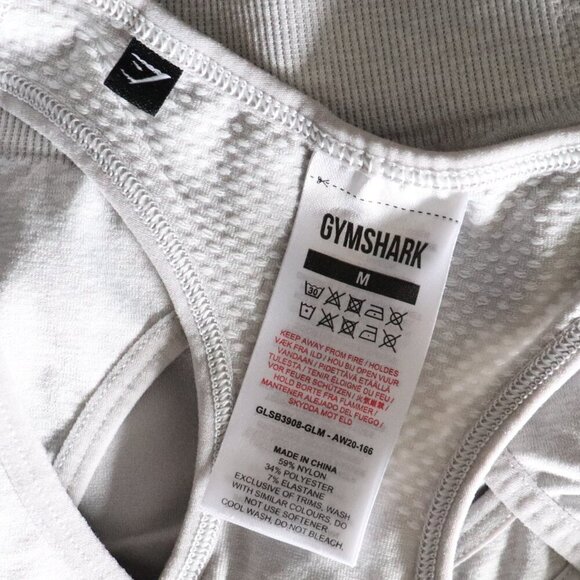 GYMSHARK
M
30
KEEP AWAY FROM FIRE / HOLDES
VÆK FRA ILD / HOU BIJ OPEN VUUR
VANDAAN / PIDETTÄVÄ ETÄÄLLÄ
TULESTA / TENIR ÉLOIGNÉ DU FEU /
VOR FEUER SCHÜTZEN /
HOLD BORTE FRA FLAMMER /
MANTENER ALEJADO DEL FUEGO /
SKYDDA MOT ELD
GLSB3908-GLM - AW20-166
MADE IN CHINA
59% NYLON
34% POLYESTER
7% ELASTANE
EXCLUSIVE OF TRIMS, WASH
WITH SIMILAR COLOURS, DO
NOT USE SOFTENER
COOL WASH, DO NOT BLEACH.